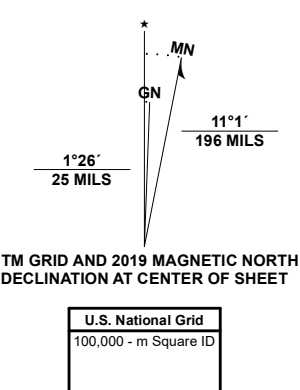 ★
MN
GN
11°1´
196 MILS
1°26´
25 MILS
TM GRID AND 2019 MAGNETIC NORTH
DECLINATION AT CENTER OF SHEET
U.S. National Grid
100,000 - m Square ID